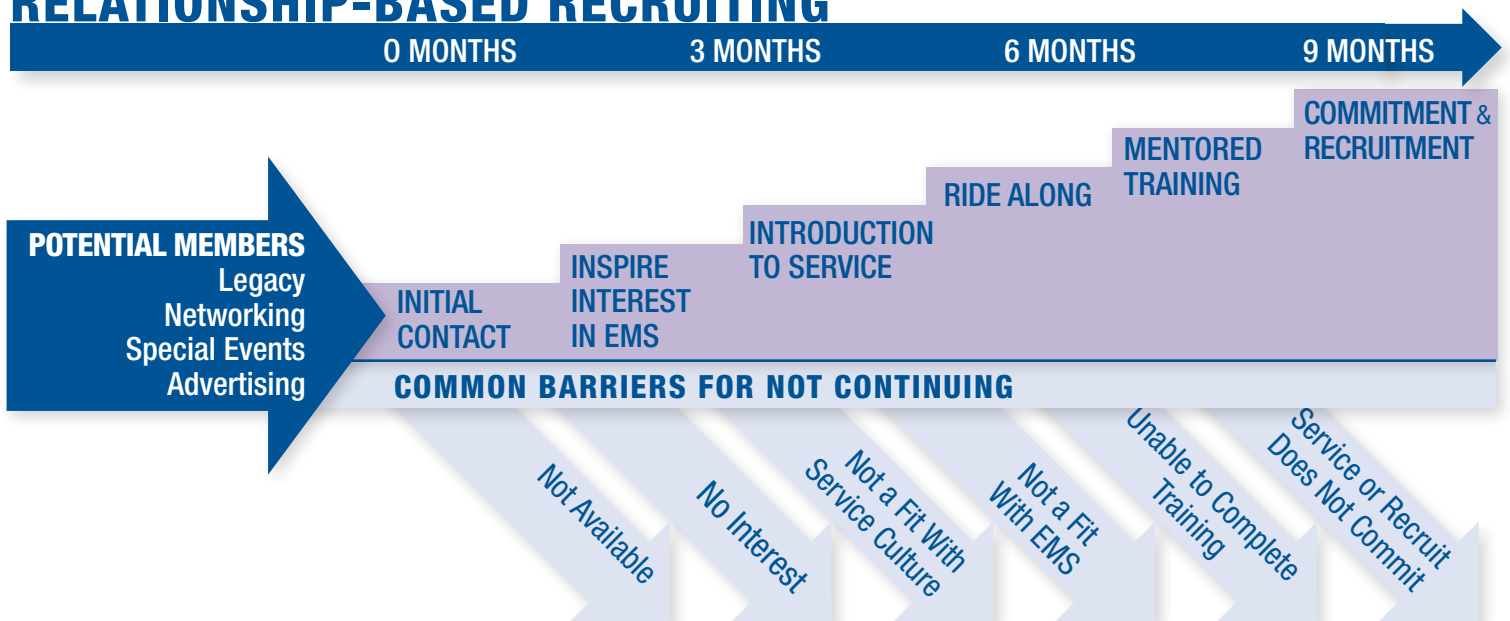 RELATIONSHIP-BASED RECRUITING
0 MONTHS
3 MONTHS
6 MONTHS
9 MONTHS
POTENTIAL MEMBERS
Legacy
Networking
Special Events
Advertising
INITIAL
CONTACT
INSPIRE
INTEREST
IN EMS
INTRODUCTION
TO SERVICE
RIDE ALONG
MENTORED
TRAINING
COMMITMENT &
RECRUITMENT
COMMON BARRIERS FOR NOT CONTINUING
Not Available
No Interest
Not a Fit With
Service Culture
Not a Fit
With EMS
Unable to Complete
Training
Service or Recruit
Does Not Commit